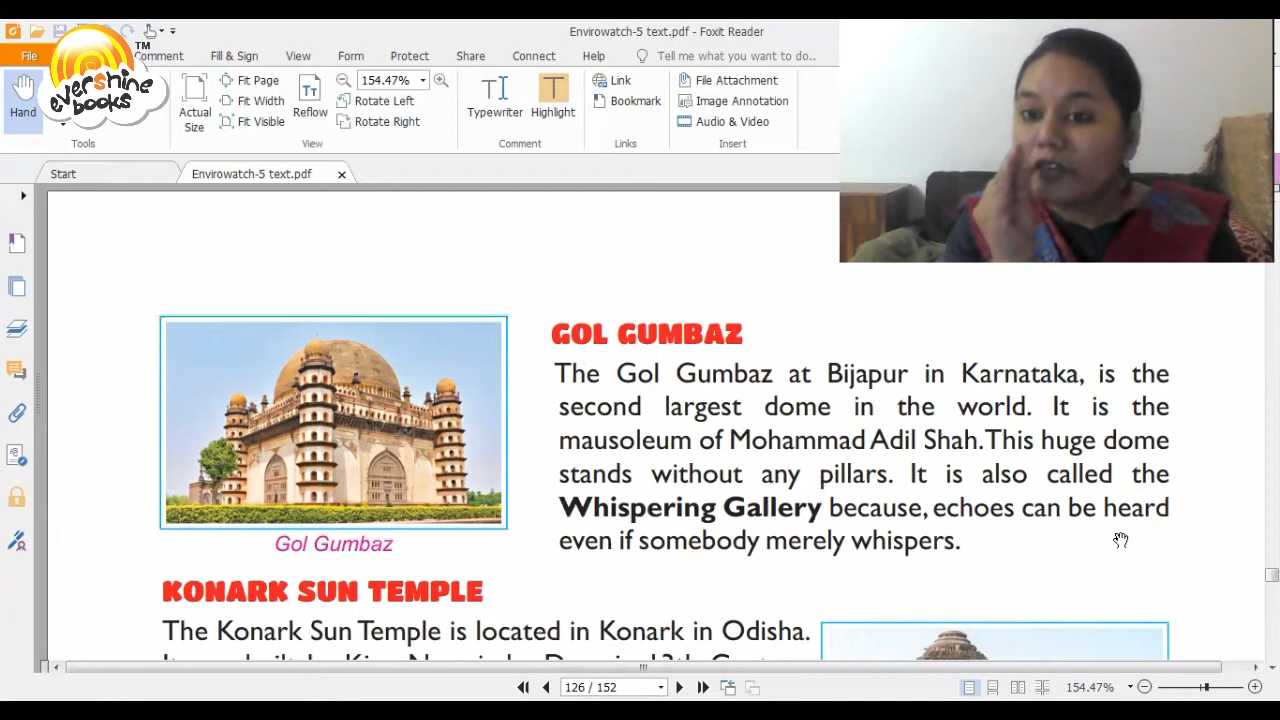 Envirowatch-5 text.pdf - Foxit Reader
File
Comment
Fill & Sign
View
Form
Protect
Share
Connect
Help
Tell me what you want to do..
TM
evershine
books
Hand
Actual
Size
Fit Page
Fit Width
Fit Visible
Reflow
154.47%
Rotate Left
Rotate Right
Typewriter
Highlight
Link
Bookmark
File Attachment
Image Annotation
Audio & Video
Tools
View
Comment
Links
Insert
Start
Envirowatch-5 text.pdf
GOL GUMBAZ
The Gol Gumbaz at Bijapur in Karnataka, is the
second largest dome in the world. It is the
mausoleum of Mohammad Adil Shah. This huge dome
stands without any pillars. It is also called the
Whispering Gallery because, echoes can be heard
even if somebody merely whispers.
Gol Gumbaz
KONARK SUN TEMPLE
The Konark Sun Temple is located in Konark in Odisha.
126 / 152
154.47%